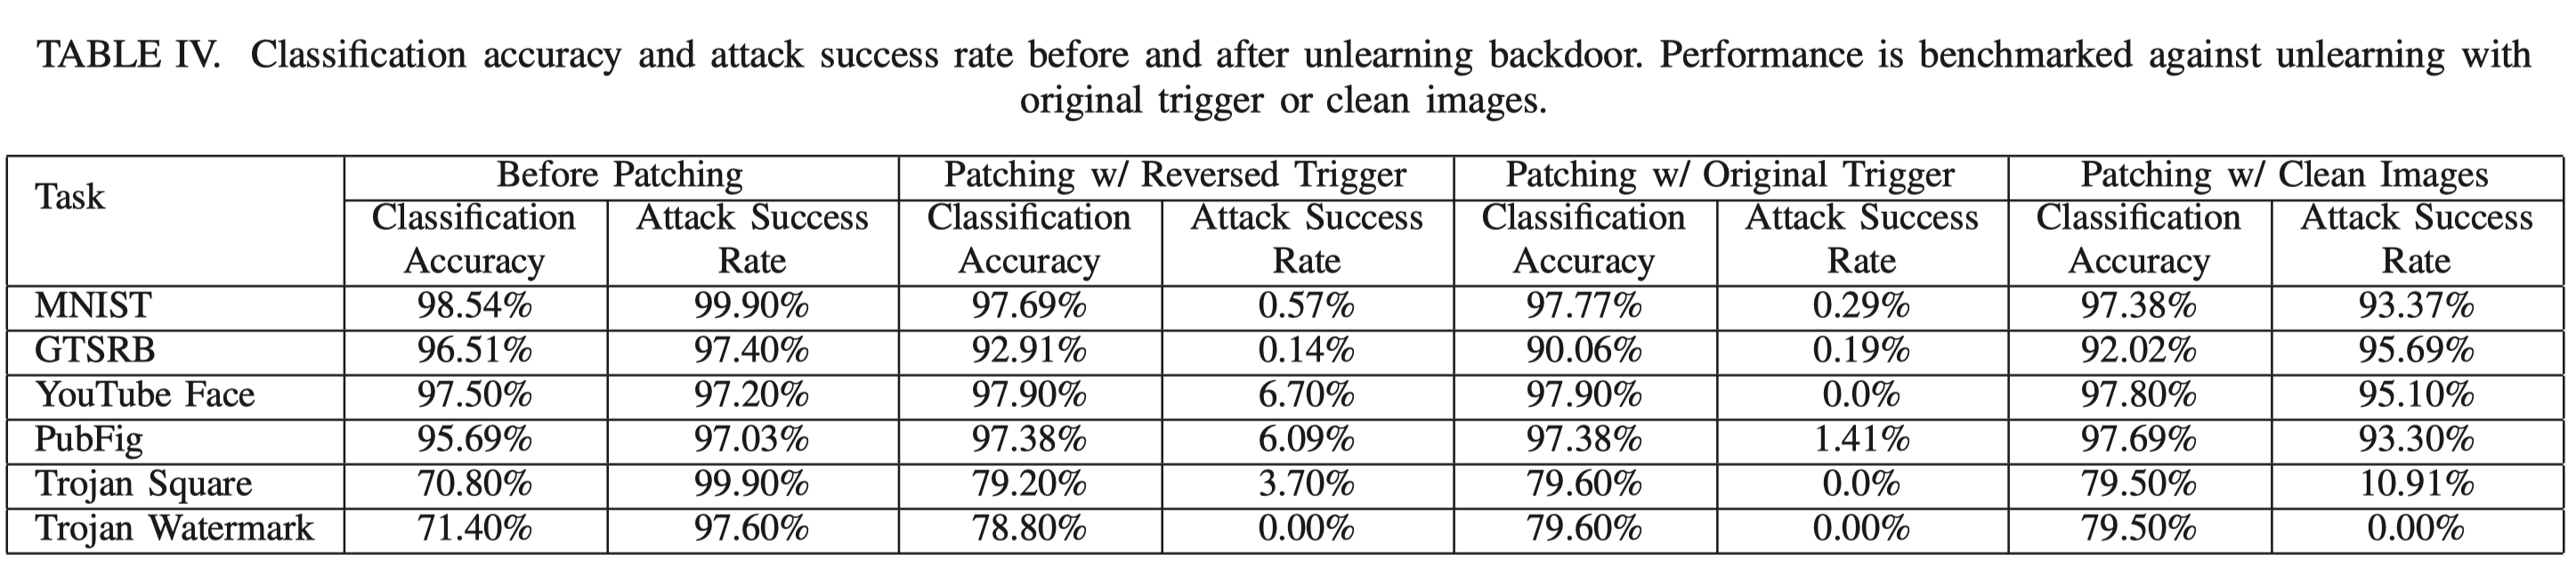 TABLE IV. Classification accuracy and attack success rate before and after unlearning backdoor. Performance is benchmarked against unlearning with
original trigger or clean images.
Task | Before Patching | Patching w/ Reversed Trigger | Patching w/ Original Trigger | Patching w/ Clean Images
Classification | Attack Success | Classification | Attack Success | Classification | Attack Success | Classification | Attack Success
Accuracy | Rate | Accuracy | Rate | Accuracy | Rate | Accuracy | Rate
MNIST | 98.54% | 99.90% | 97.69% | 0.57% | 97.77% | 0.29% | 97.38% | 93.37%
GTSRB | 96.51% | 97.40% | 92.91% | 0.14% | 90.06% | 0.19% | 92.02% | 95.69%
YouTube Face | 97.50% | 97.20% | 97.90% | 6.70% | 97.90% | 0.0% | 97.80% | 95.10%
PubFig | 95.69% | 97.03% | 97.38% | 6.09% | 97.38% | 1.41% | 97.69% | 93.30%
Trojan Square | 70.80% | 99.90% | 79.20% | 3.70% | 79.60% | 0.0% | 79.50% | 10.91%
Trojan Watermark | 71.40% | 97.60% | 78.80% | 0.00% | 79.60% | 0.00% | 79.50% | 0.00%